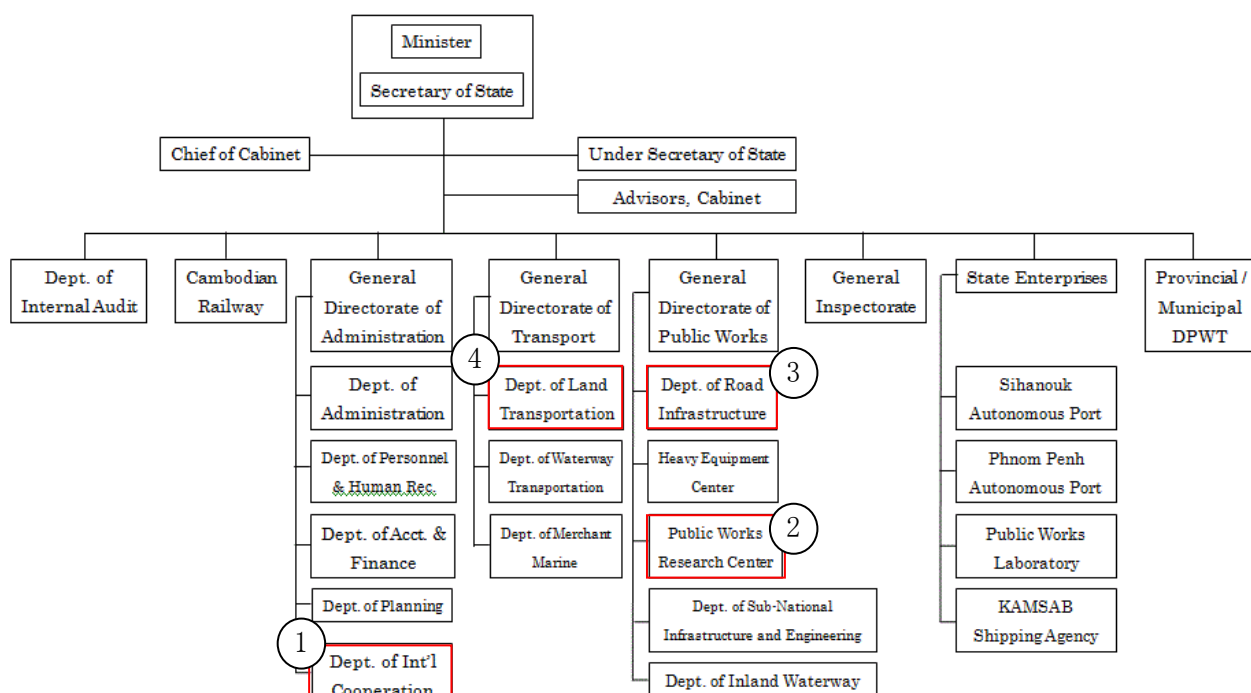 Minister
Secretary of State
Chief of Cabinet
Under Secretary of State
Advisors, Cabinet
Dept. of
Internal Audit
Cambodian
Railway
General
Directorate of
Administration
General
Directorate of
Transport
General
Directorate of
Public Works
General
Inspectorate
State Enterprises
Provincial /
Municipal
DPWT
4
3
Dept. of
Administration
Dept. of Land
Transportation
Dept. of Road
Infrastructure
Sihanouk
Autonomous Port
Dept. of Personnel
& Human Rec.
Dept. of Waterway
Transportation
Heavy Equipment
Center
Phnom Penh
Autonomous Port
2
Dept. of Acct. &
Finance
Dept. of Merchant
Marine
Public Works
Research Center
Public Works
Laboratory
Dept. of Planning
Dept. of Sub-National
Infrastructure and Engineering
KAMSAB
Shipping Agency
1
Dept. of Int'l
Cooperation
Dept. of Inland Waterway